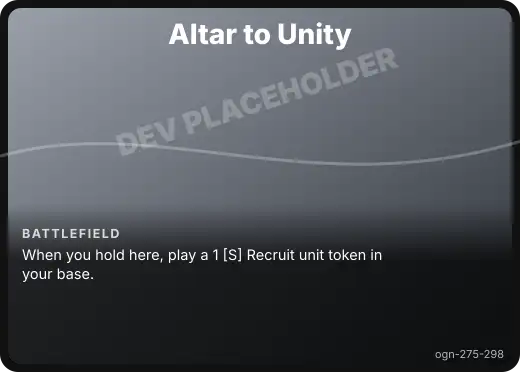 Altar to Unity
DEV PLACEHOLDER
BATTLEFIELD
When you hold here, play a 1 [S] Recruit unit token in
your base.
ogn-275-298